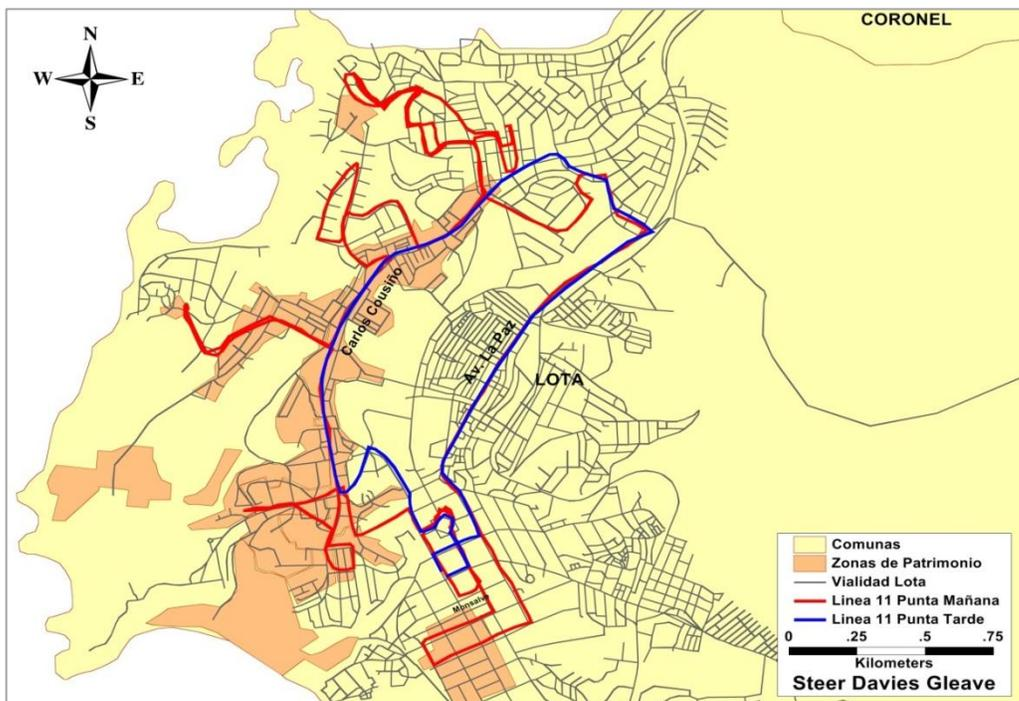 CORONEL
N
W E
S
Carlos Cousiño
Av. La Paz
LOTA
Monsalve
Comunas
Zonas de Patrimonio
Vialidad Lota
Linea 11 Punta Mañana
Linea 11 Punta Tarde
0 .25 .5 .75
Kilometers
Steer Davies Gleave